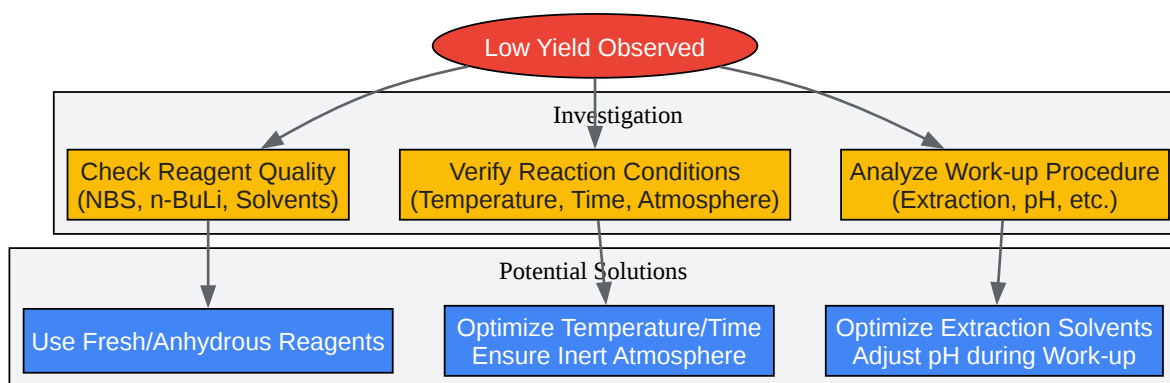 Low Yield Observed
Investigation
Check Reagent Quality
(NBS, n-BuLi, Solvents)
Verify Reaction Conditions
(Temperature, Time, Atmosphere)
Analyze Work-up Procedure
(Extraction, pH, etc.)
Potential Solutions
Use Fresh/Anhydrous Reagents
Optimize Temperature/Time
Ensure Inert Atmosphere
Optimize Extraction Solvents
Adjust pH during Work-up